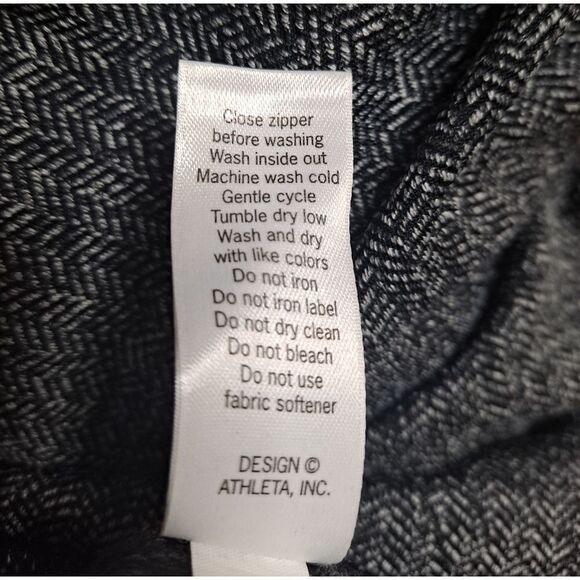 Close zipper
before washing
Wash inside out
Machine wash cold
Gentle cycle
Tumble dry low
Wash and dry
with like colors
Do not iron
Do not iron label
Do not dry clean
Do not bleach
Do not use
fabric softener
DESIGN ©
ATHLETA, INC.